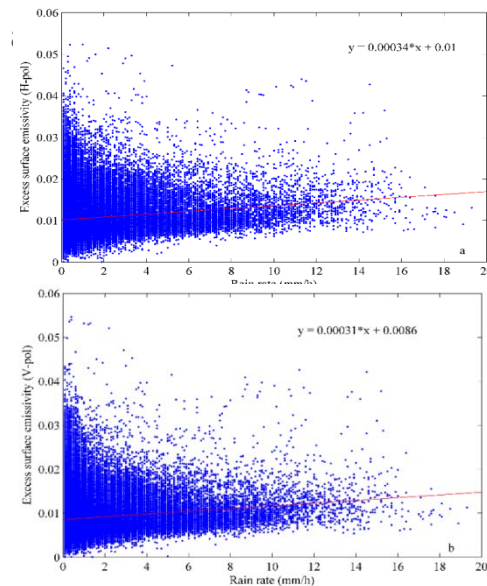 0.06
y = 0.00034*x + 0.01
0.05
0.04
0.03
0.02
0.01
0
Excess surface emissivity (H-pol)
a
0 2 4 6 8 10 12 14 16 18 20
Rain rate (mm/h)
0.06
y = 0.00031*x + 0.0086
0.05
0.04
0.03
0.02
0.01
0
Excess surface emissivity (V-pol)
b
0 2 4 6 8 10 12 14 16 18 20
Rain rate (mm/h)